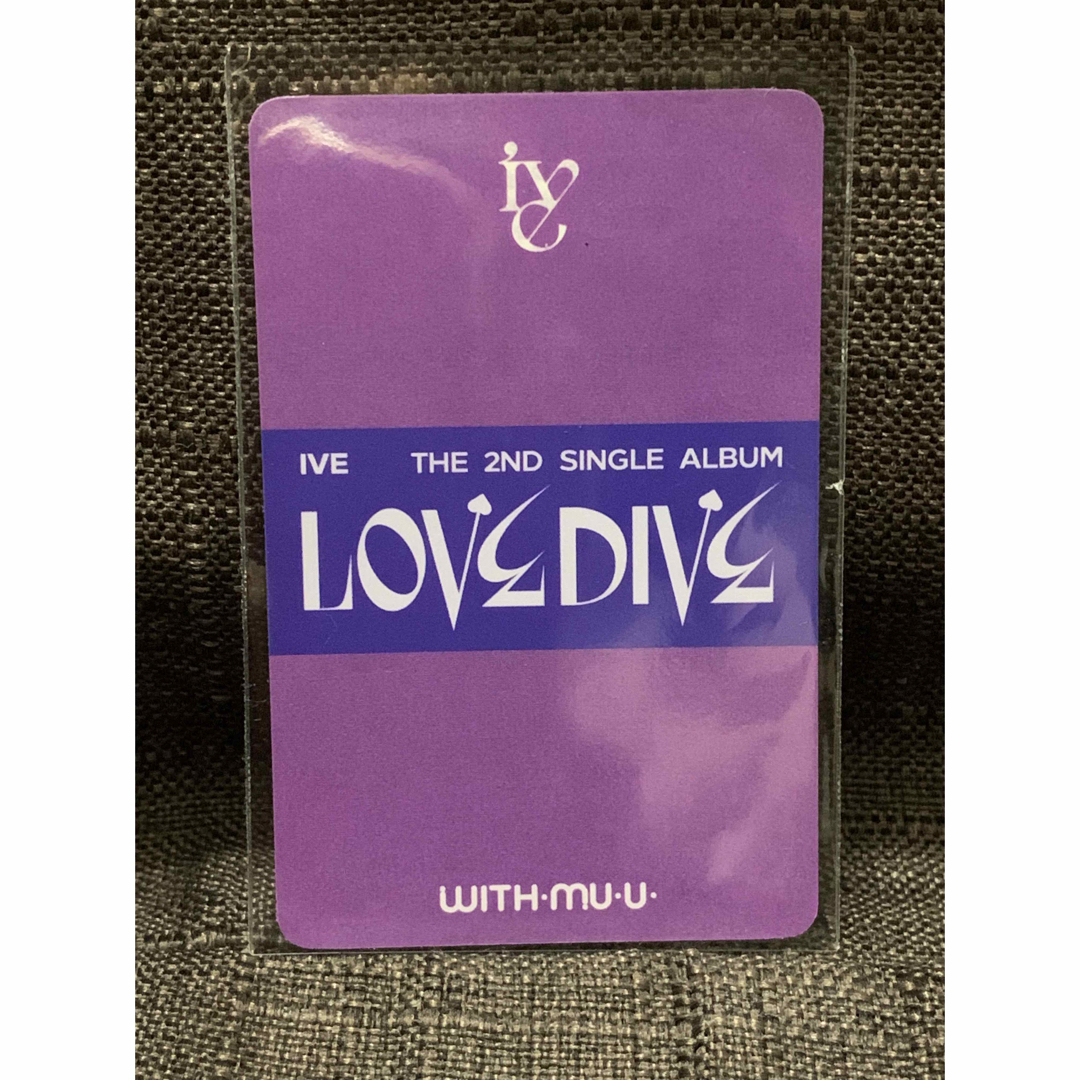 ive
IVE THE 2ND SINGLE ALBUM
LOVE DIVE
WITH·MU·U·